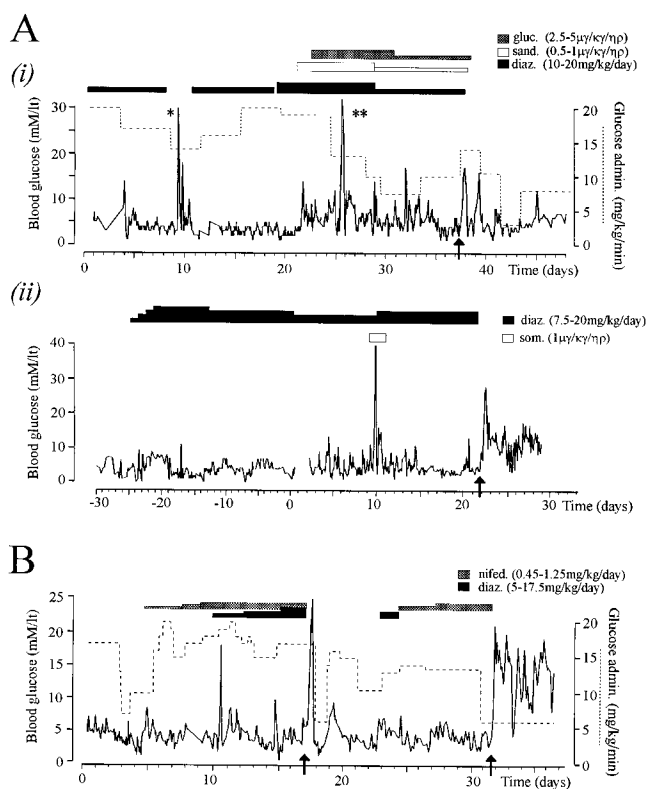 A
gluc. (2.5-5μγ/κγ/ηρ)
sand. (0.5-1μγ/κγ/ηρ)
diaz. (10-20mg/kg/day)
(i)
Blood glucose (mM/lt)
30
20
10
5
0
*
**
20
15
10
5
0
Glucose admin. (mg/kg/min)
0 10 20 30 40
Time (days)
(ii)
diaz. (7.5-20mg/kg/day)
som. (1μγ/κγ/ηρ)
Blood glucose (mM/lt)
40
30
20
10
0
-30 -20 -10 0 10 20 29
Time (days)
B
nifed. (0.45-1.25mg/kg/day)
diaz. (5-17.5mg/kg/day)
Blood glucose (mM/lt)
25
20
15
10
5
0
20
15
10
5
0
Glucose admin. (mg/kg/min)
0 10 20 30
Time (days)